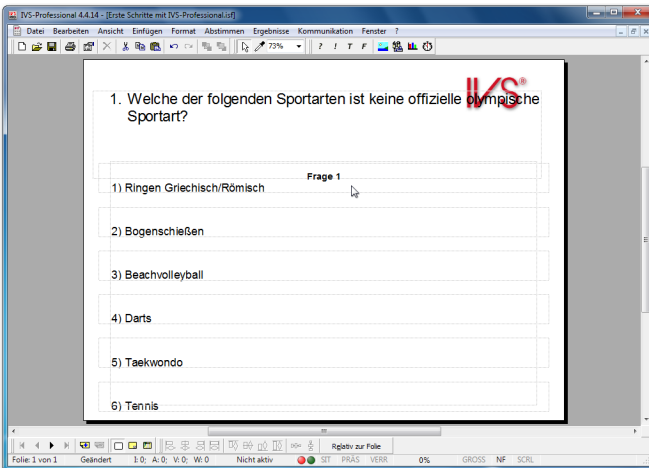 IVS-Professional 4.4.14 - [Erste Schritte mit IVS-Professional.isf]
Datei Bearbeiten Ansicht Einfügen Format Abstimmen Ergebnisse Kommunikation Fenster ?
73% ? ! T F
IVS®
1. Welche der folgenden Sportarten ist keine offizielle olympische
Sportart?
Frage 1
1) Ringen Griechisch/Römisch
2) Bogenschießen
3) Beachvolleyball
4) Darts
5) Taekwondo
6) Tennis
Relativ zur Folie
Folie: 1 von 1 Geändert I: 0; A: 0; V: 0; W: 0 Nicht aktiv SIT PRÄS VERR 0% GROSS NF SCRL